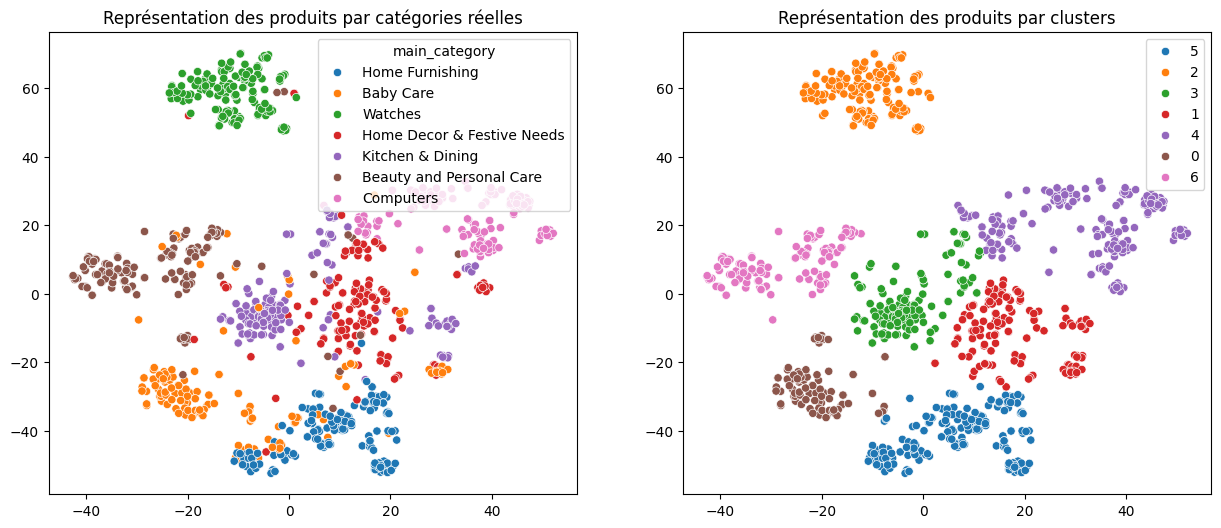 Représentation des produits par catégories réelles
main_category
Home Furnishing
Baby Care
Watches
Home Decor & Festive Needs
Kitchen & Dining
Beauty and Personal Care
Computers
60
40
20
0
−20
−40
−40
−20
0
20
40
Représentation des produits par clusters
5
2
3
1
4
0
6
60
40
20
0
−20
−40
−40
−20
0
20
40